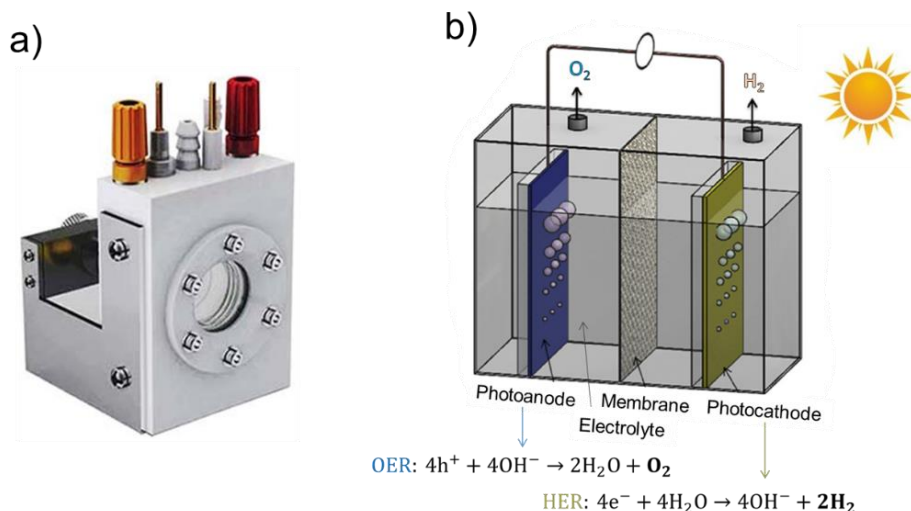 a)
b)
O₂
H₂
Photoanode
Membrane
Photocathode
Electrolyte
OER: 4h⁺ + 4OH⁻ → 2H₂O + O₂
HER: 4e⁻ + 4H₂O → 4OH⁻ + 2H₂